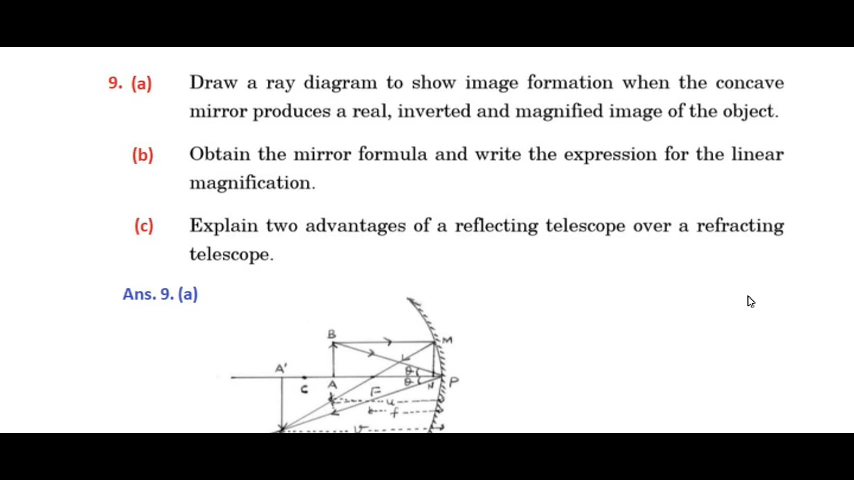 9. (a) Draw a ray diagram to show image formation when the concave
mirror produces a real, inverted and magnified image of the object.
(b) Obtain the mirror formula and write the expression for the linear
magnification.
(c) Explain two advantages of a reflecting telescope over a refracting
telescope.
Ans. 9. (a)
B
M
A'
θ
C
A
θ
N
P
F
u
f
v